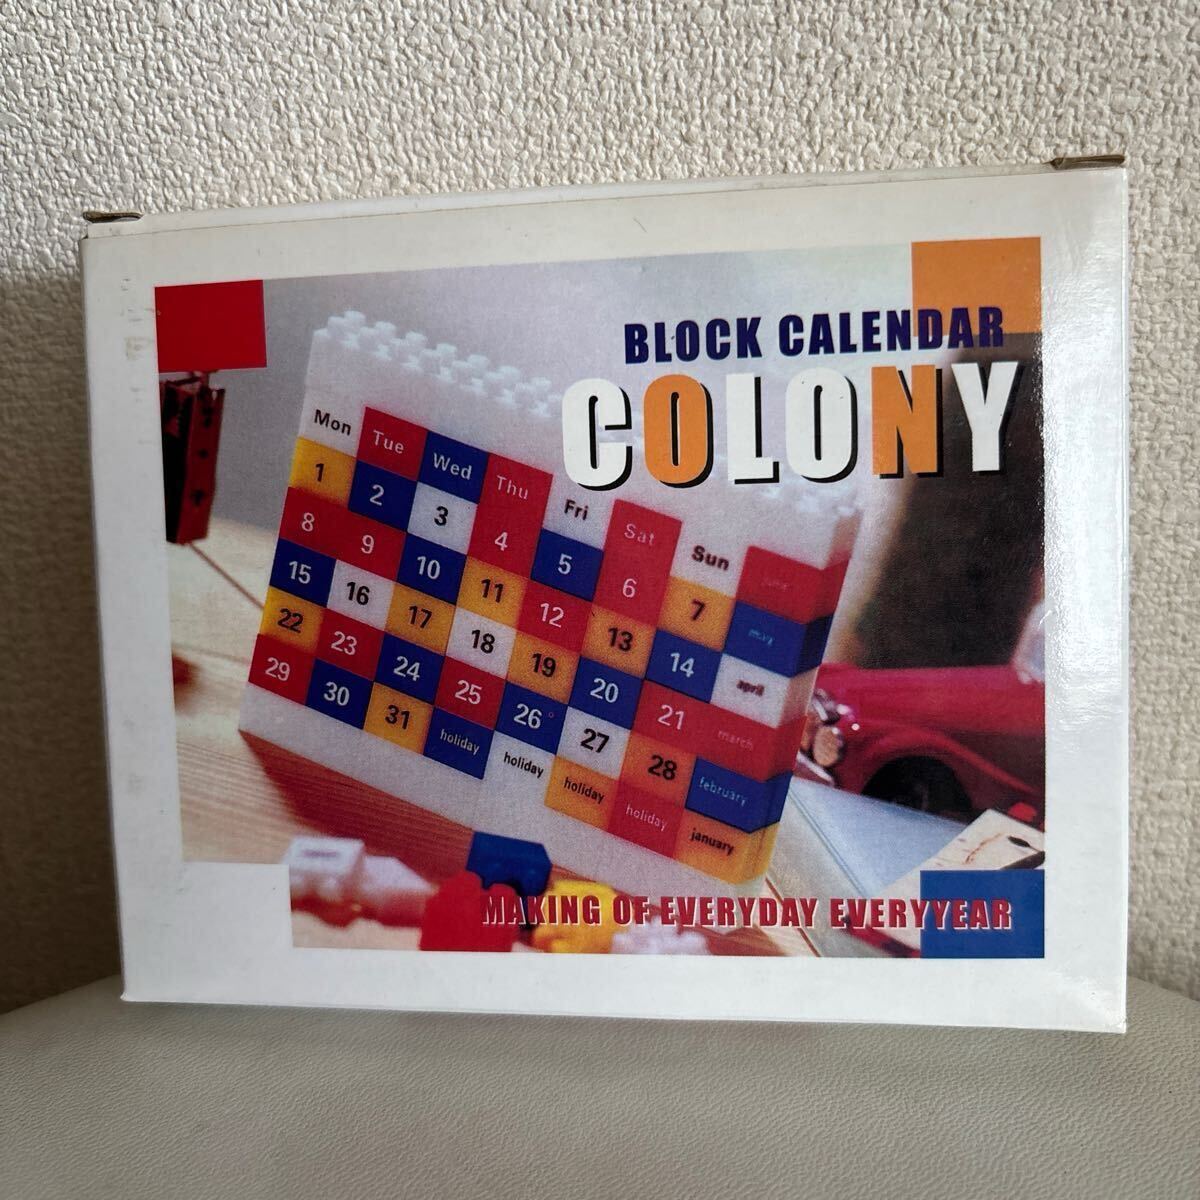 BLOCK CALENDAR
COLONY
Mon Tue Wed Thu Fri Sat Sun june
1 2 3 4 5 6 7 may
8 9 10 11 12 13 14 april
15 16 17 18 19 20 21 march
22 23 24 25 26 27 28 february
29 30 31 holiday holiday holiday holiday january
MAKING OF EVERYDAY EVERYYEAR